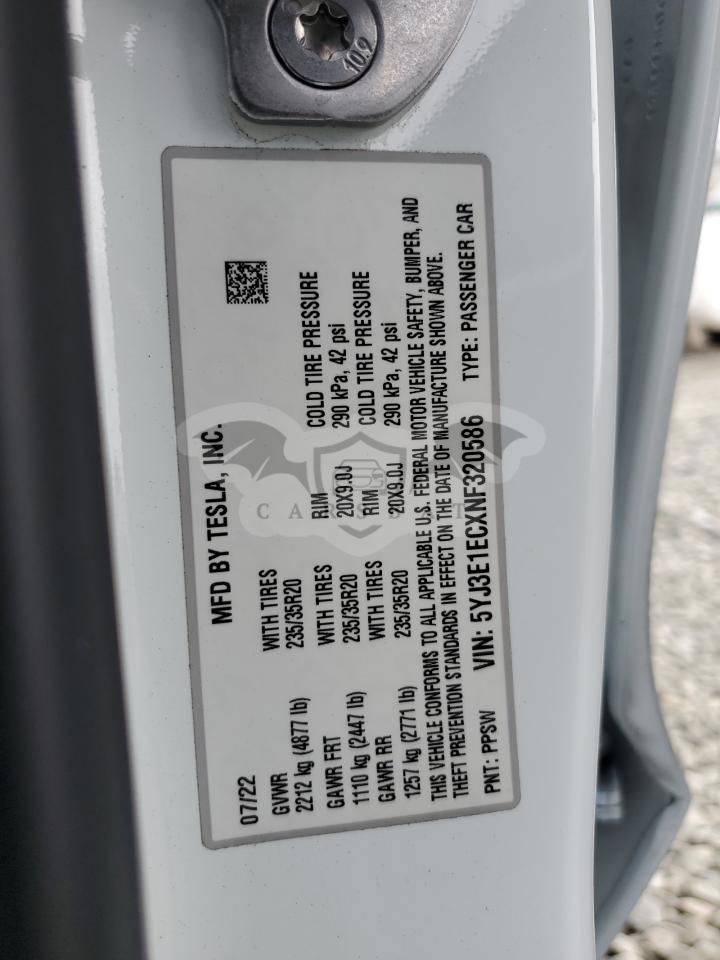 10.9
07/22 MFD BY TESLA, INC.
GVWR WITH TIRES
2212 kg (4877 lb) 235/35R20 RIM COLD TIRE PRESSURE
GAWR FRT WITH TIRES 20X9.0J 290 kPa, 42 psi
1110 kg (2447 lb) 235/35R20 RIM COLD TIRE PRESSURE
GAWR RR WITH TIRES 20X9.0J 290 kPa, 42 psi
1257 kg (2771 lb) 235/35R20
THIS VEHICLE CONFORMS TO ALL APPLICABLE U.S. FEDERAL MOTOR VEHICLE SAFETY, BUMPER, AND
THEFT PREVENTION STANDARDS IN EFFECT ON THE DATE OF MANUFACTURE SHOWN ABOVE.
PNT: PPSW VIN: 5YJ3E1ECXNF320586 TYPE: PASSENGER CAR